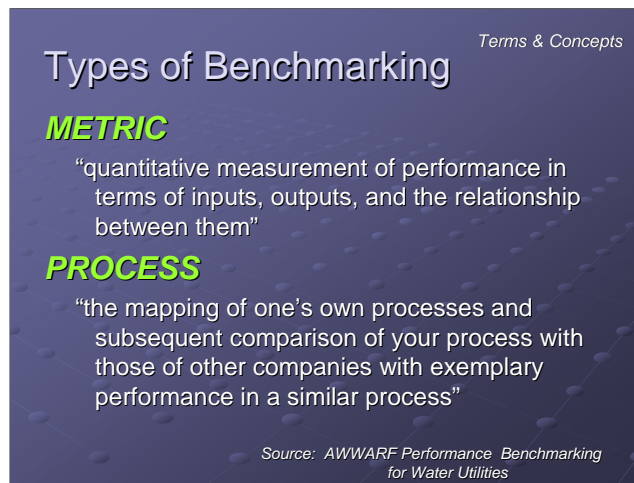 Terms & Concepts
Types of Benchmarking
METRIC
“quantitative measurement of performance in
terms of inputs, outputs, and the relationship
between them”
PROCESS
“the mapping of one’s own processes and
subsequent comparison of your process with
those of other companies with exemplary
performance in a similar process”
Source: AWWARF Performance Benchmarking
for Water Utilities